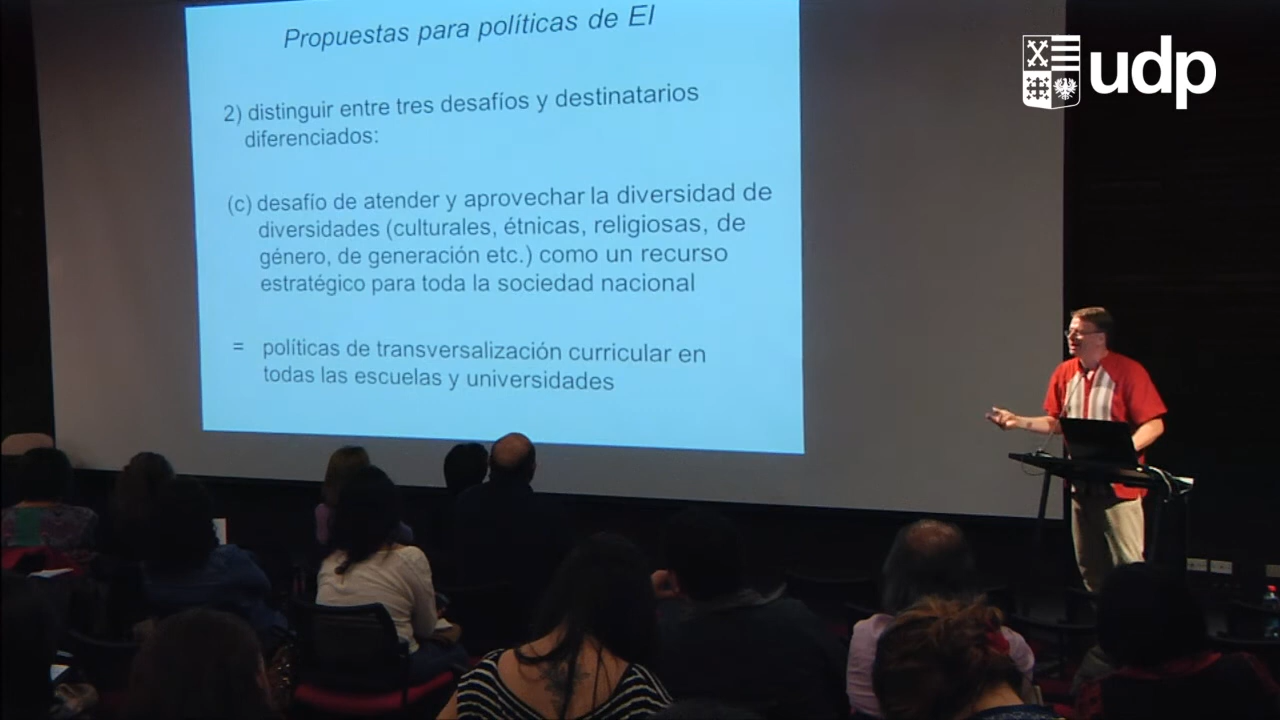 Propuestas para políticas de EI
2) distinguir entre tres desafíos y destinatarios
diferenciados:
(c) desafío de atender y aprovechar la diversidad de
diversidades (culturales, étnicas, religiosas, de
género, de generación etc.) como un recurso
estratégico para toda la sociedad nacional
= políticas de transversalización curricular en
todas las escuelas y universidades
udp